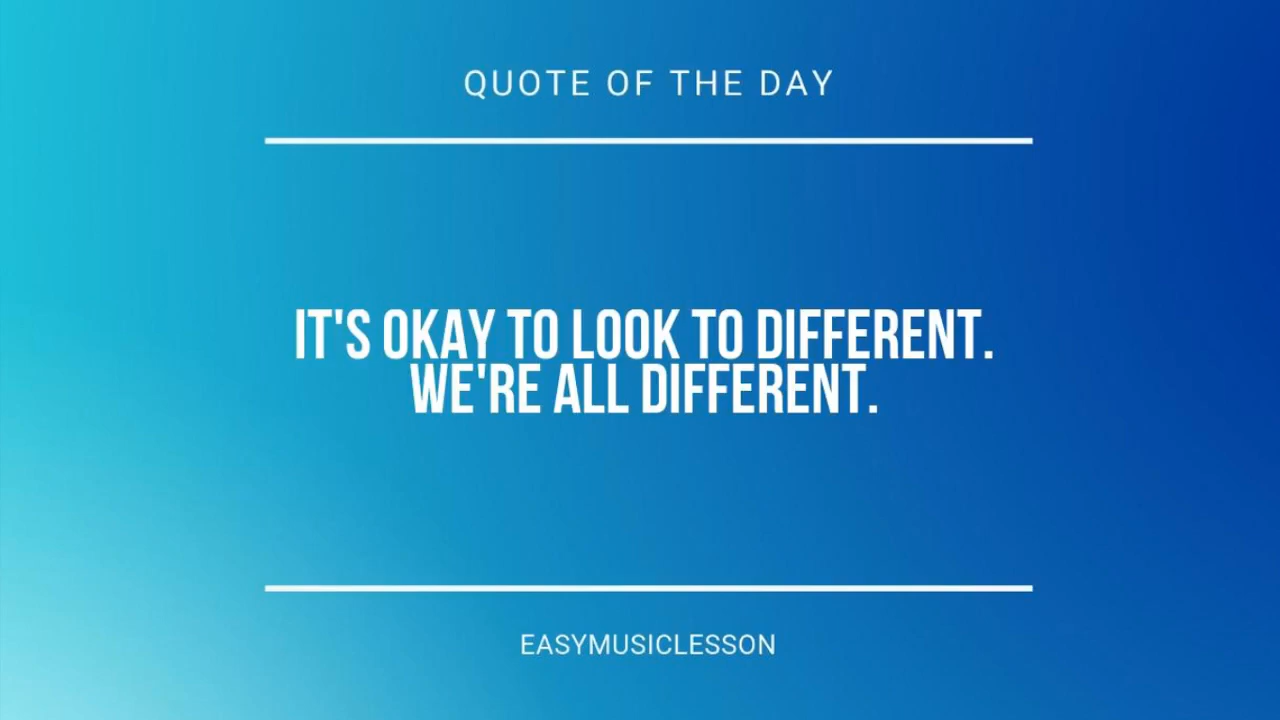 QUOTE OF THE DAY
IT'S OKAY TO LOOK TO DIFFERENT.
WE'RE ALL DIFFERENT.
EASYMUSICLESSON